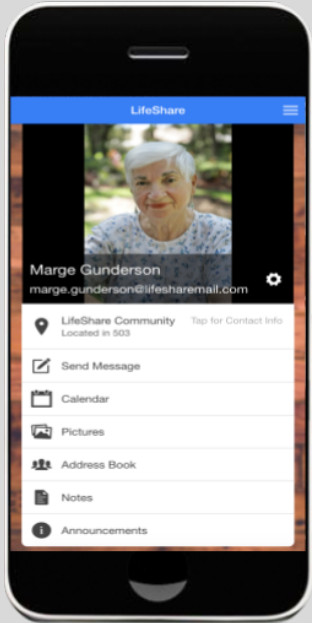 LifeShare
Marge Gunderson
marge.gunderson@lifesharemail.com
LifeShare Community Tap for Contact Info
Located in 503
Send Message
Calendar
Pictures
Address Book
Notes
Announcements